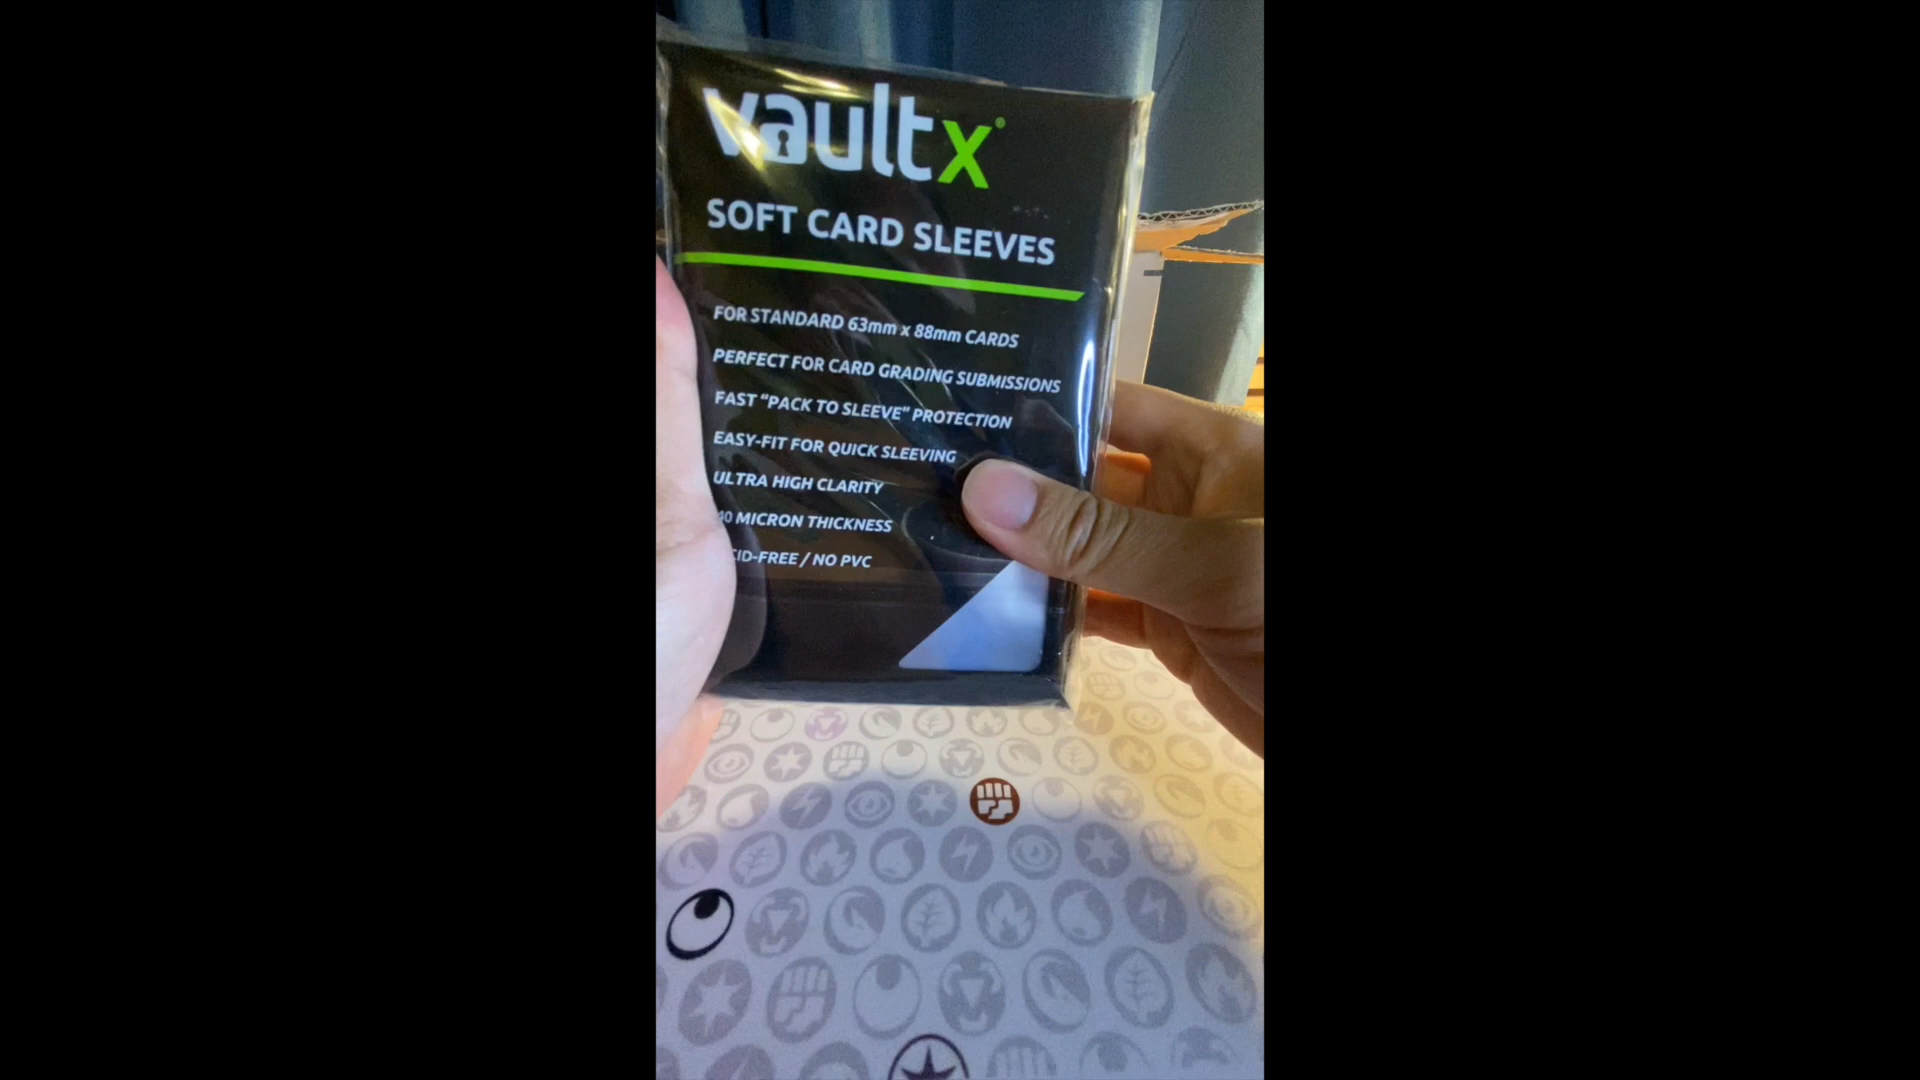 vaultx®
SOFT CARD SLEEVES
FOR STANDARD 63mm x 88mm CARDS
PERFECT FOR CARD GRADING SUBMISSIONS
FAST “PACK TO SLEEVE” PROTECTION
EASY-FIT FOR QUICK SLEEVING
ULTRA HIGH CLARITY
MICRON THICKNESS
/ NO PVC